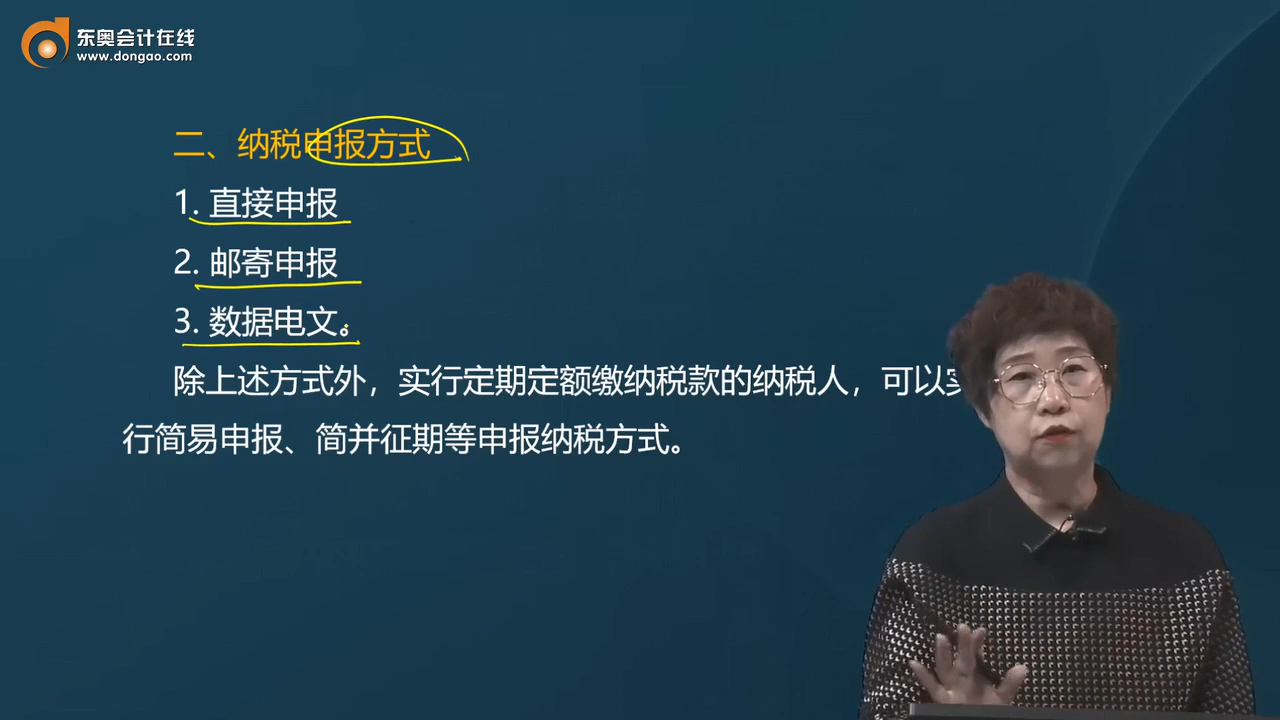 东奥会计在线
www.dongao.com
二、纳税申报方式
1. 直接申报
2. 邮寄申报
3. 数据电文。
除上述方式外，实行定期定额缴纳税款的纳税人，可以实
行简易申报、简并征期等申报纳税方式。